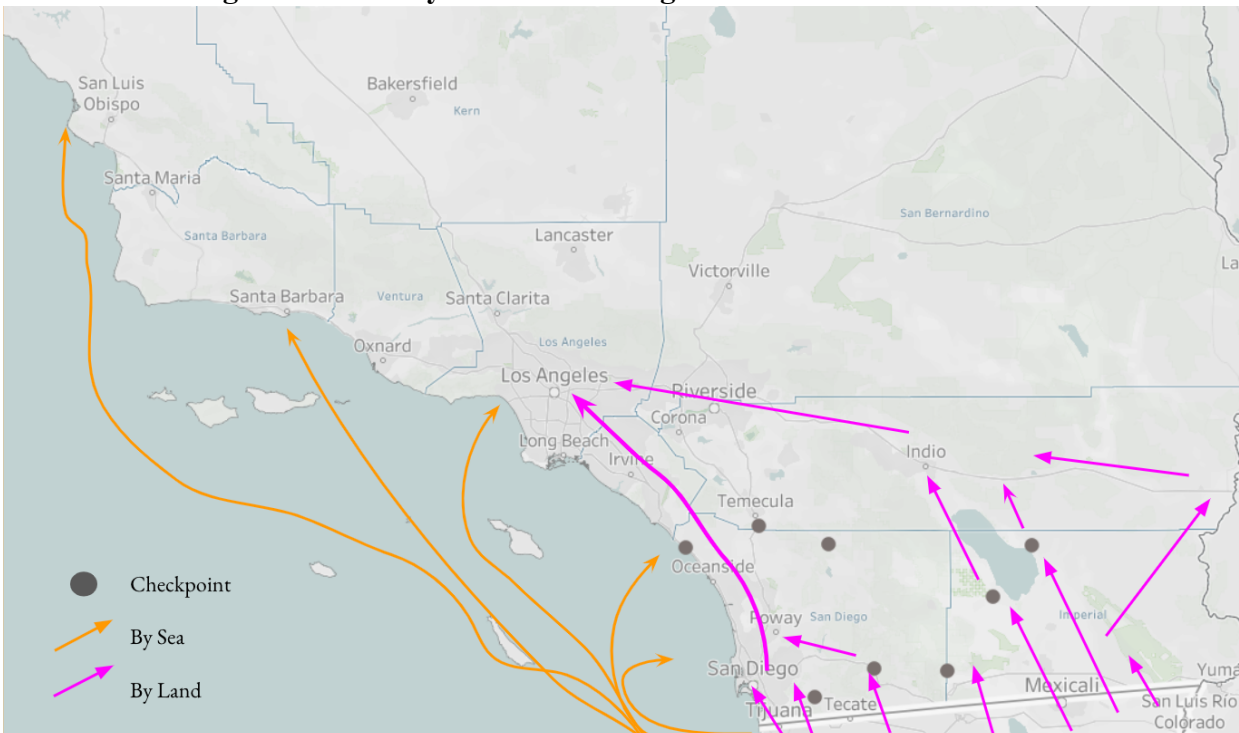 San Luis
Obispo
Bakersfield
Kern
Santa Maria
San Bernardino
Santa Barbara
Lancaster
Victorville
La
Santa Barbara
Ventura
Santa Clarita
Oxnard
Los Angeles
Los Angeles
Riverside
Corona
Long Beach
Irvine
Indio
Temecula
Oceanside
Checkpoint
Poway
San Diego
Imperial
By Sea
San Diego
Yuma
Mexicali
By Land
Tijuana
Tecate
San Luis Río
Colorado